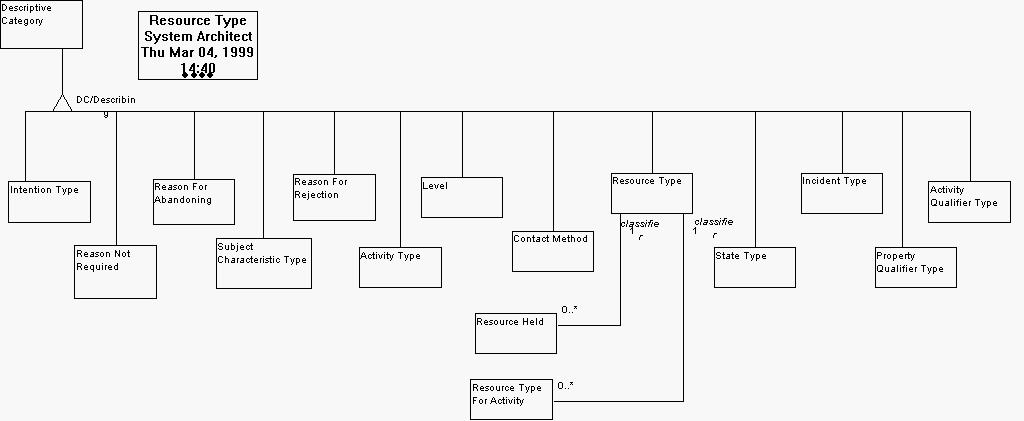 Descriptive
Category
Resource Type
System Architect
Thu Mar 04, 1999
14:40
DC/Describin
g
Intention Type
Reason Not
Required
Reason For
Abandoning
Subject
Characteristic Type
Reason For
Rejection
Activity Type
Level
Contact Method
Resource Type
classifie
1
r
classifie
1
r
State Type
Incident Type
Property
Qualifier Type
Activity
Qualifier Type
0..*
Resource Held
0..*
Resource Type
For Activity